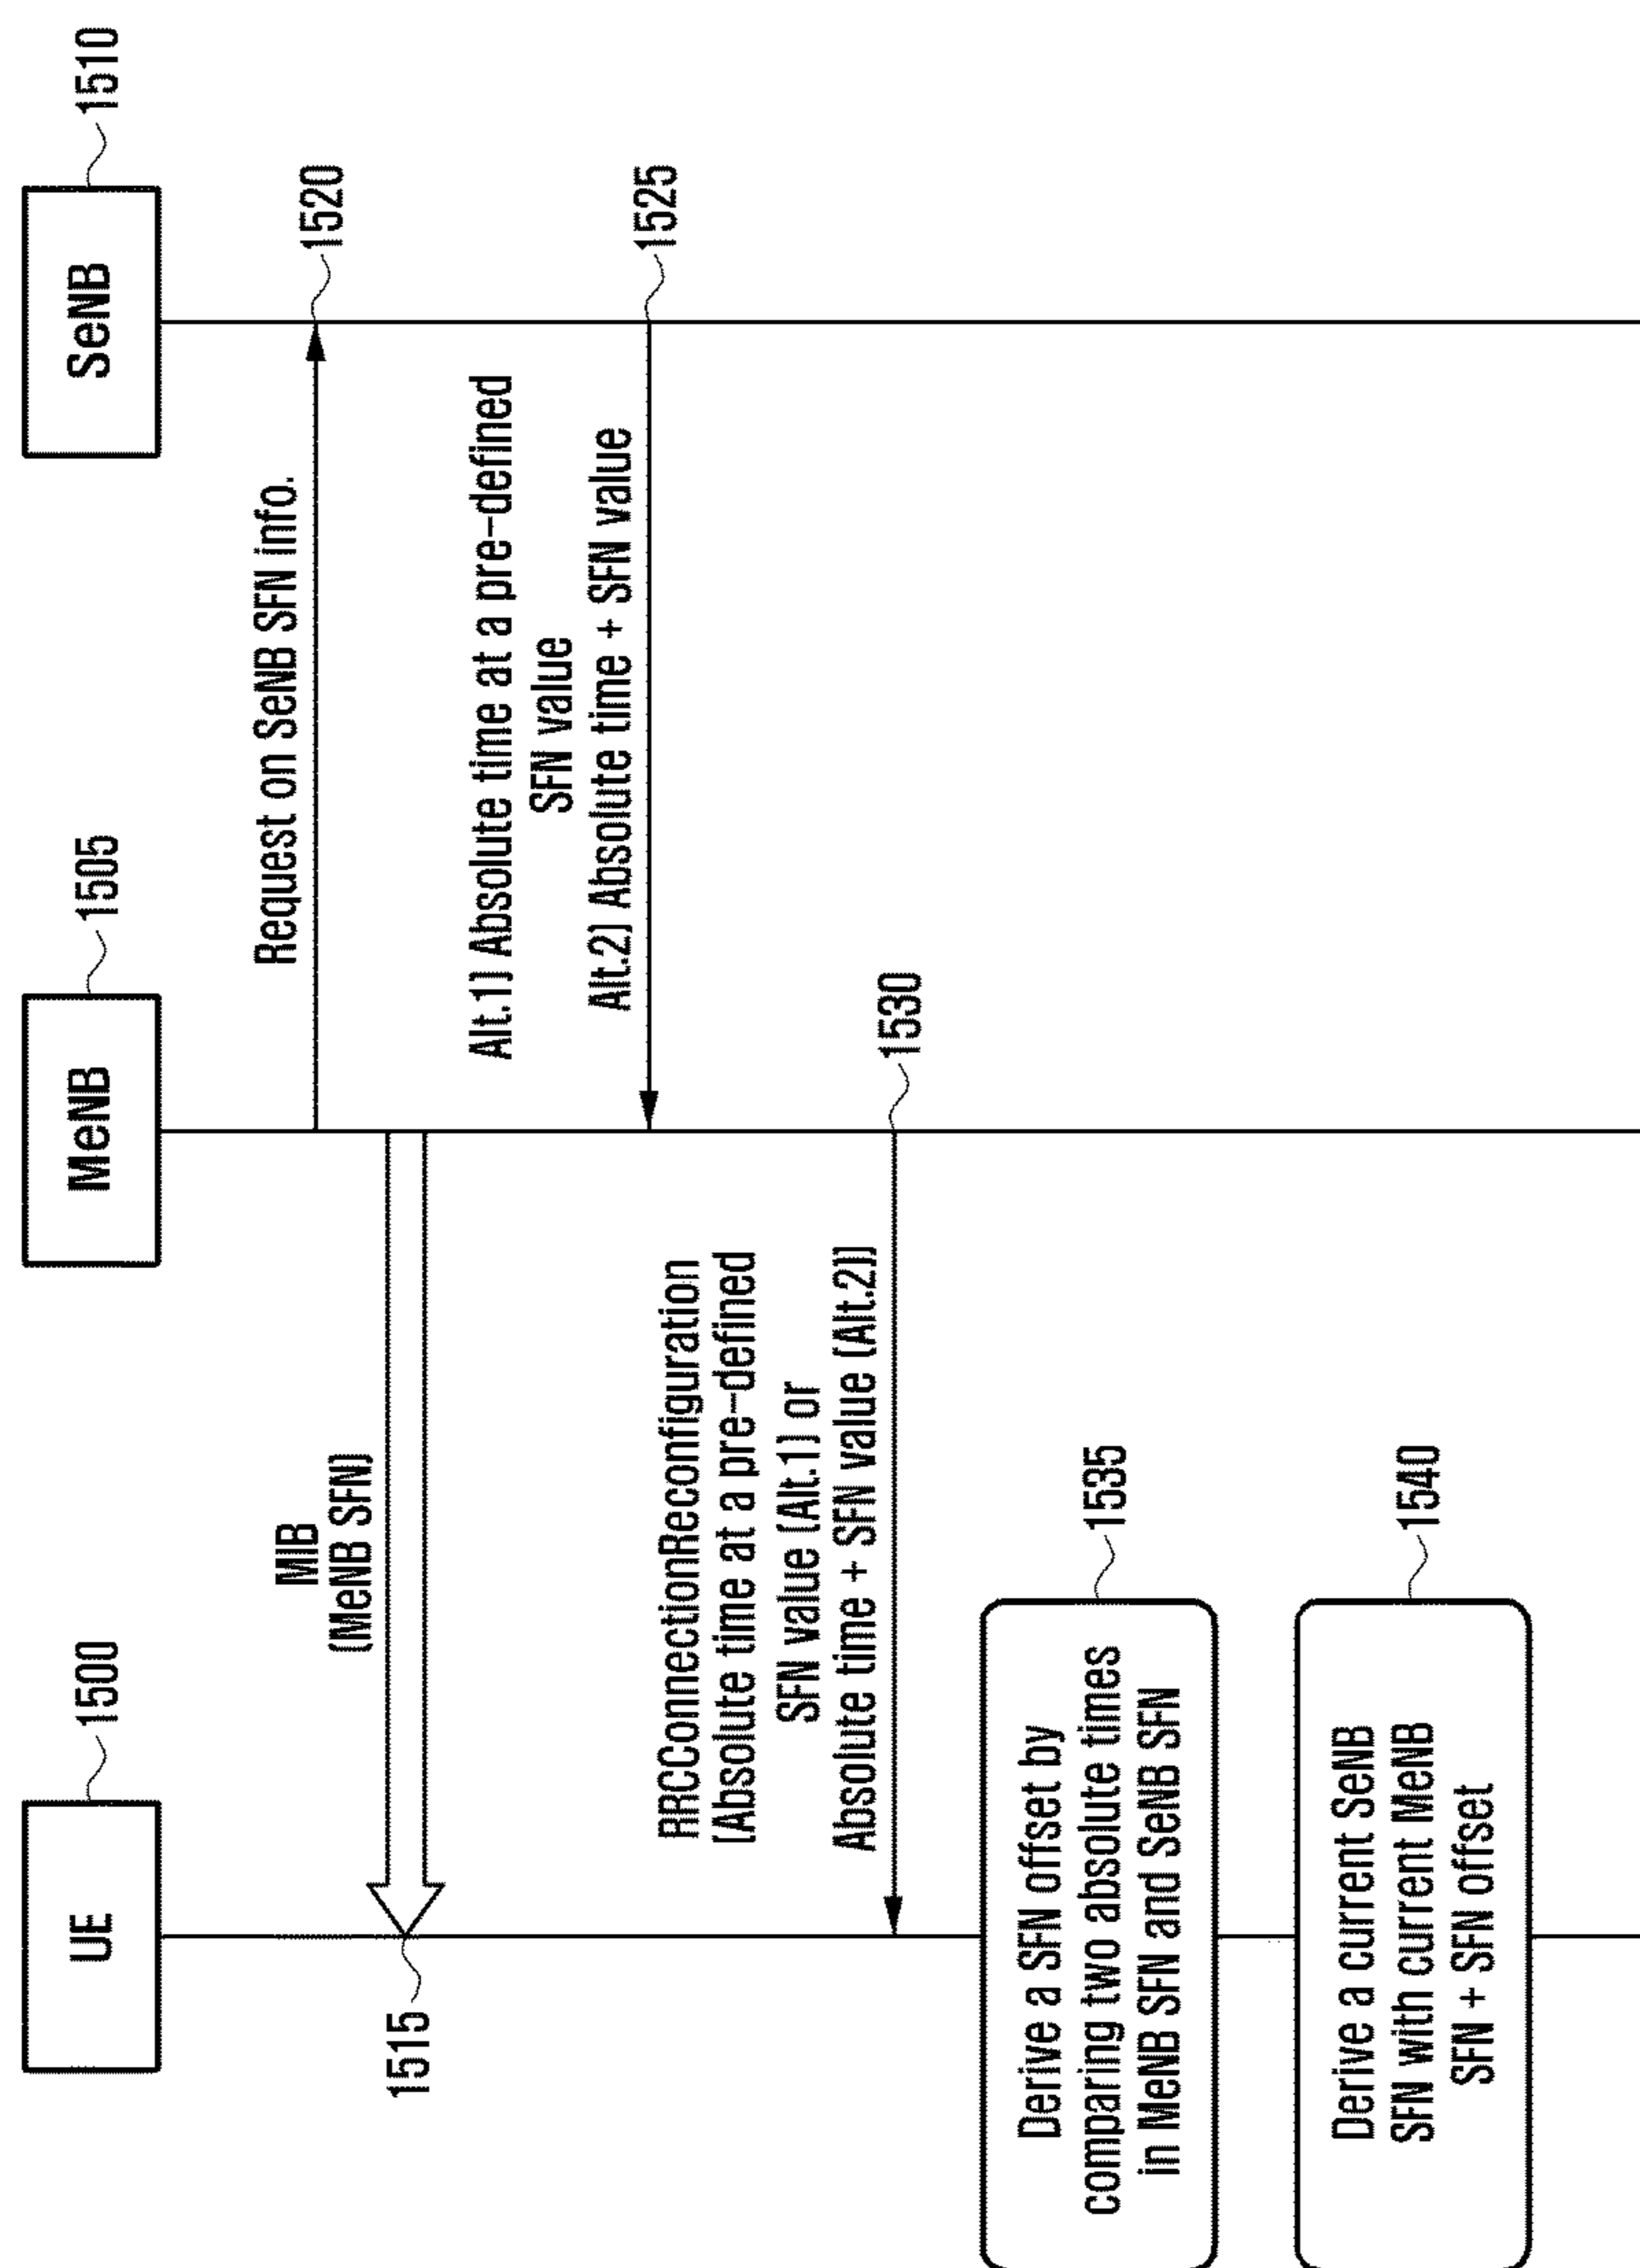 UE
1500
MeNB
1505
SeNB
1510
Request on SeNB SFN info.
1520
MIB
(MeNB SFN)
1515
Alt.1) Absolute time at a pre-defined
SFN value
Alt.2) Absolute time + SFN value
1525
RRCConnectionReconfiguration
[Absolute time at a pre-defined
SFN value (Alt.1) or
Absolute time + SFN value (Alt.2)]
1530
Derive a SFN offset by
comparing two absolute times
in MeNB SFN and SeNB SFN
1535
Derive a current SeNB
SFN with current MeNB
SFN + SFN offset
1540